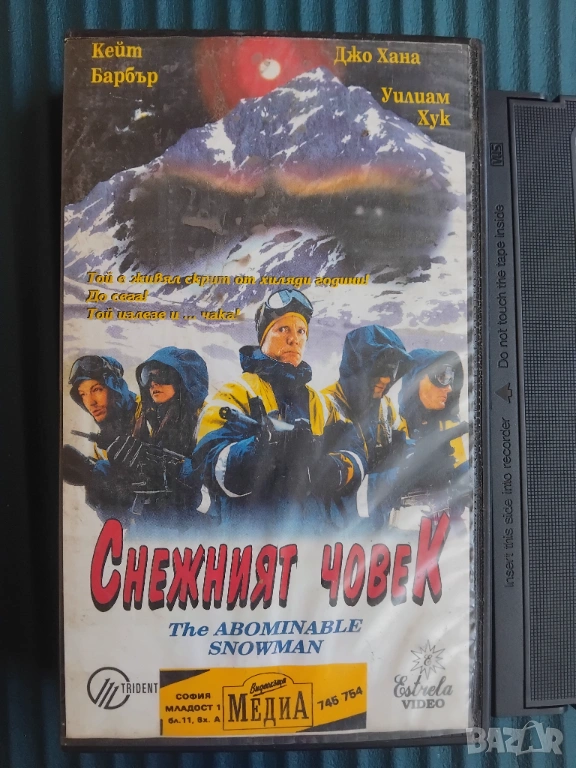 Кейт
Барбър
Джо Хана
Уилиам
Хук
Той е живял скрит от хиляди години!
До сега!
Той излезе и ... чака!
Снежният човек
The ABOMINABLE
SNOWMAN
TRIDENT
СОФИЯ
МЛАДОСТ 1
бл.11, вх. А
Видеокъща
МЕДИА
745 754
Estrela
VIDEO
Insert this side into recorder
Do not touch the tape inside
BAZAR